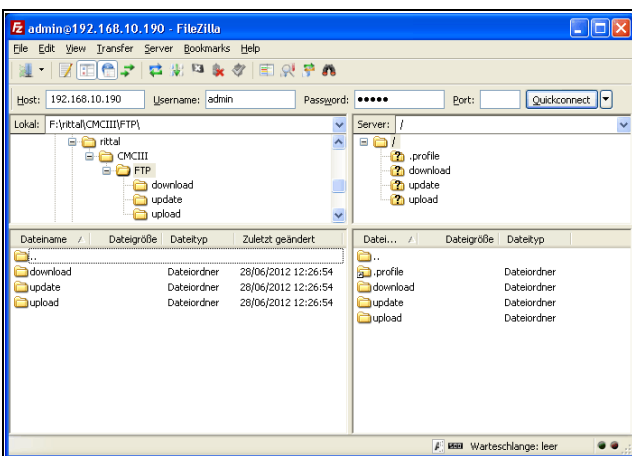 admin@192.168.10.190 - FileZilla
File Edit View Transfer Server Bookmarks Help
Host: 192.168.10.190 Username: admin Password: ●●●●● Port: Quickconnect
Lokal: F:\rittal\CMCIII\FTP\
rittal
CMCIII
FTP
download
update
upload
Server: /
/
.profile
download
update
upload
Dateiname / Dateigröße Dateityp Zuletzt geändert
..
download Dateiordner 28/06/2012 12:26:54
update Dateiordner 28/06/2012 12:26:54
upload Dateiordner 28/06/2012 12:26:54
Datei... / Dateigröße Dateityp
..
.profile Dateiordner
download Dateiordner
update Dateiordner
upload Dateiordner
Warteschlange: leer